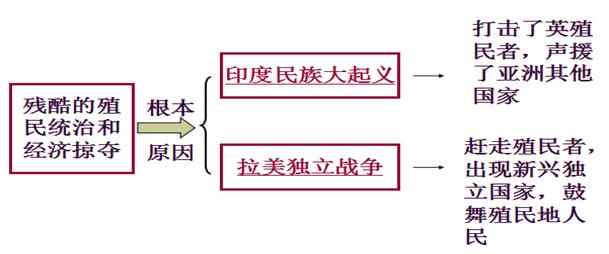 残酷的殖
民统治和
经济掠夺
根本
原因
印度民族大起义
打击了英殖
民者，声援
了亚洲其他
国家
拉美独立战争
赶走殖民者，
出现新兴独
立国家，鼓
舞殖民地人
民